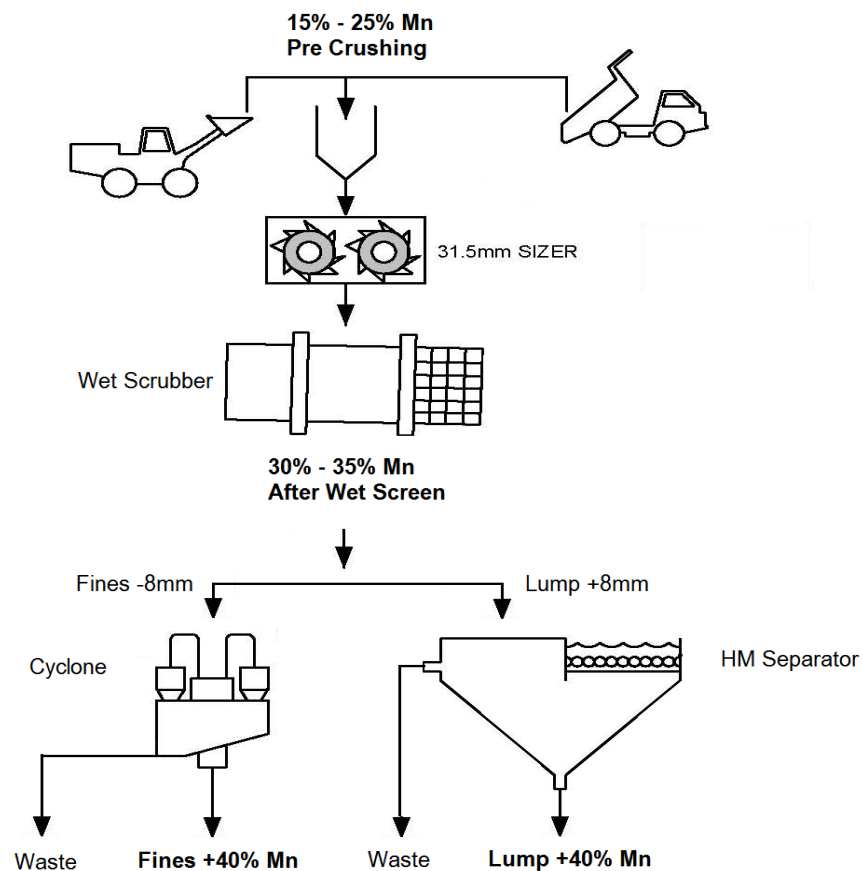 15% - 25% Mn
Pre Crushing
31.5mm SIZER
Wet Scrubber
30% - 35% Mn
After Wet Screen
Fines -8mm
Lump +8mm
Cyclone
HM Separator
Waste
Fines +40% Mn
Waste
Lump +40% Mn